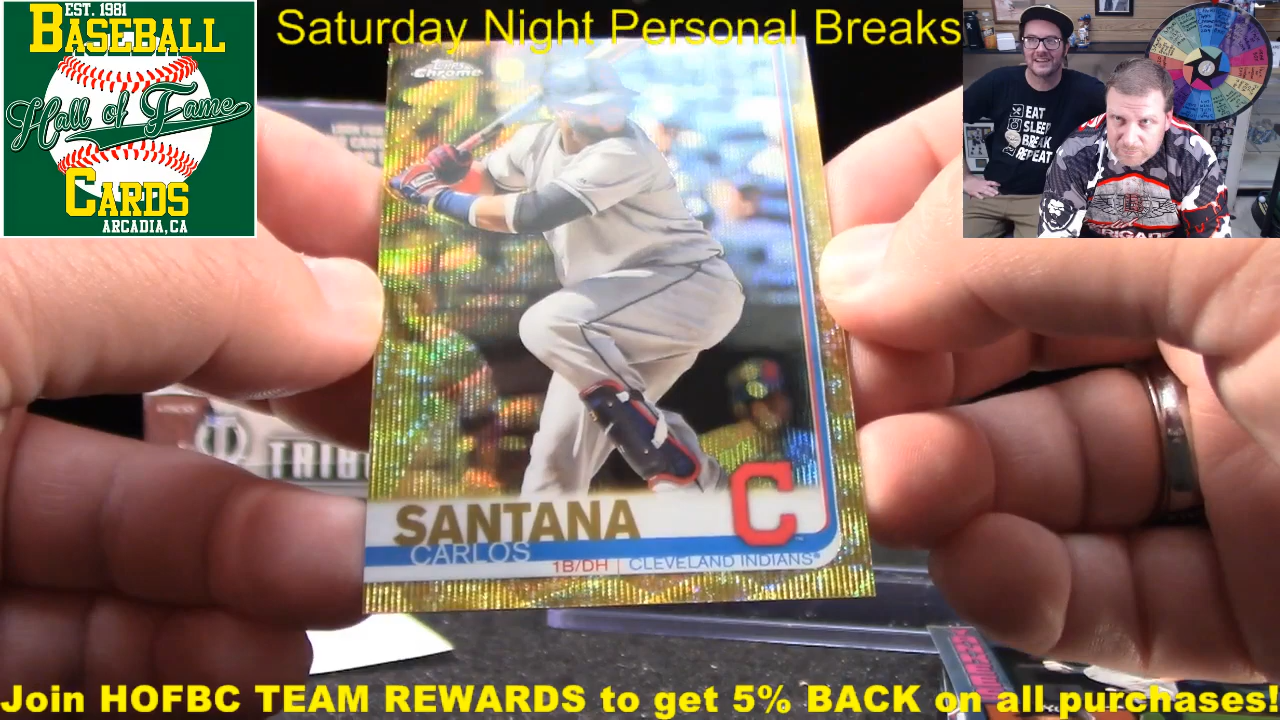 EST. 1981
BASEBALL
Hall of Fame
CARDS
ARCADIA, CA
Saturday Night Personal Breaks
EAT
SLEEP
BREAK
REPEAT
Topps
Chrome
TRIBU
SANTANA
CARLOS
1B/DH | CLEVELAND INDIANS®
C
Join HOFBC TEAM REWARDS to get 5% BACK on all purchases!